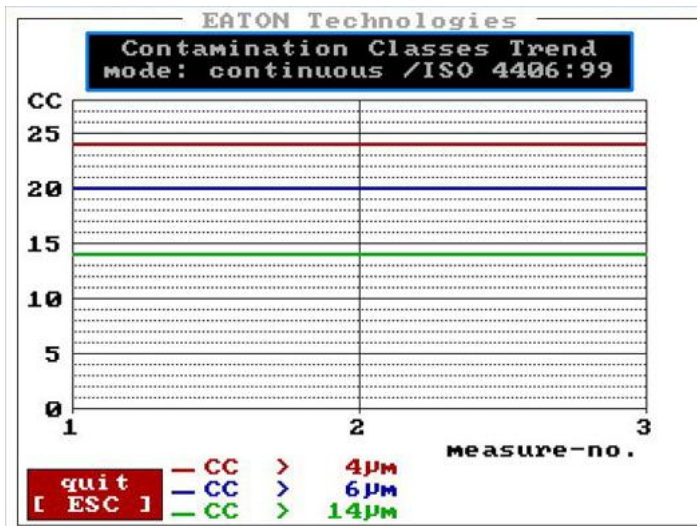 EATON Technologies
Contamination Classes Trend
mode: continuous /ISO 4406:99
CC
25
20
15
10
5
0
1 2 3
measure-no.
quit
[ ESC ]
CC > 4µm
CC > 6µm
CC > 14µm